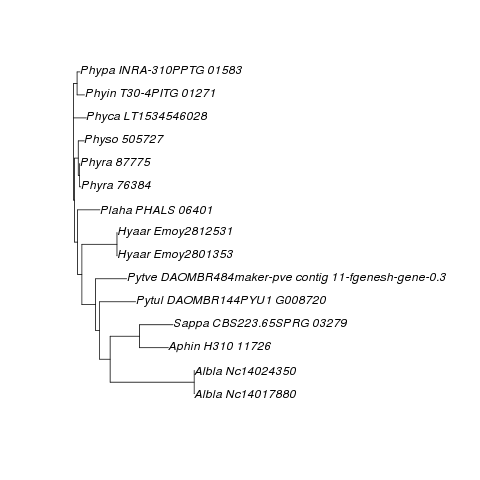 Phypa INRA-310PPTG 01583
Phyin T30-4PITG 01271
Phyca LT1534546028
Physo 505727
Phyra 87775
Phyra 76384
Plaha PHALS 06401
Hyaar Emoy2812531
Hyaar Emoy2801353
Pytve DAOMBR484maker-pve contig 11-fgenesh-gene-0.3
Pytul DAOMBR144PYU1 G008720
Sappa CBS223.65SPRG 03279
Aphin H310 11726
Albla Nc14024350
Albla Nc14017880